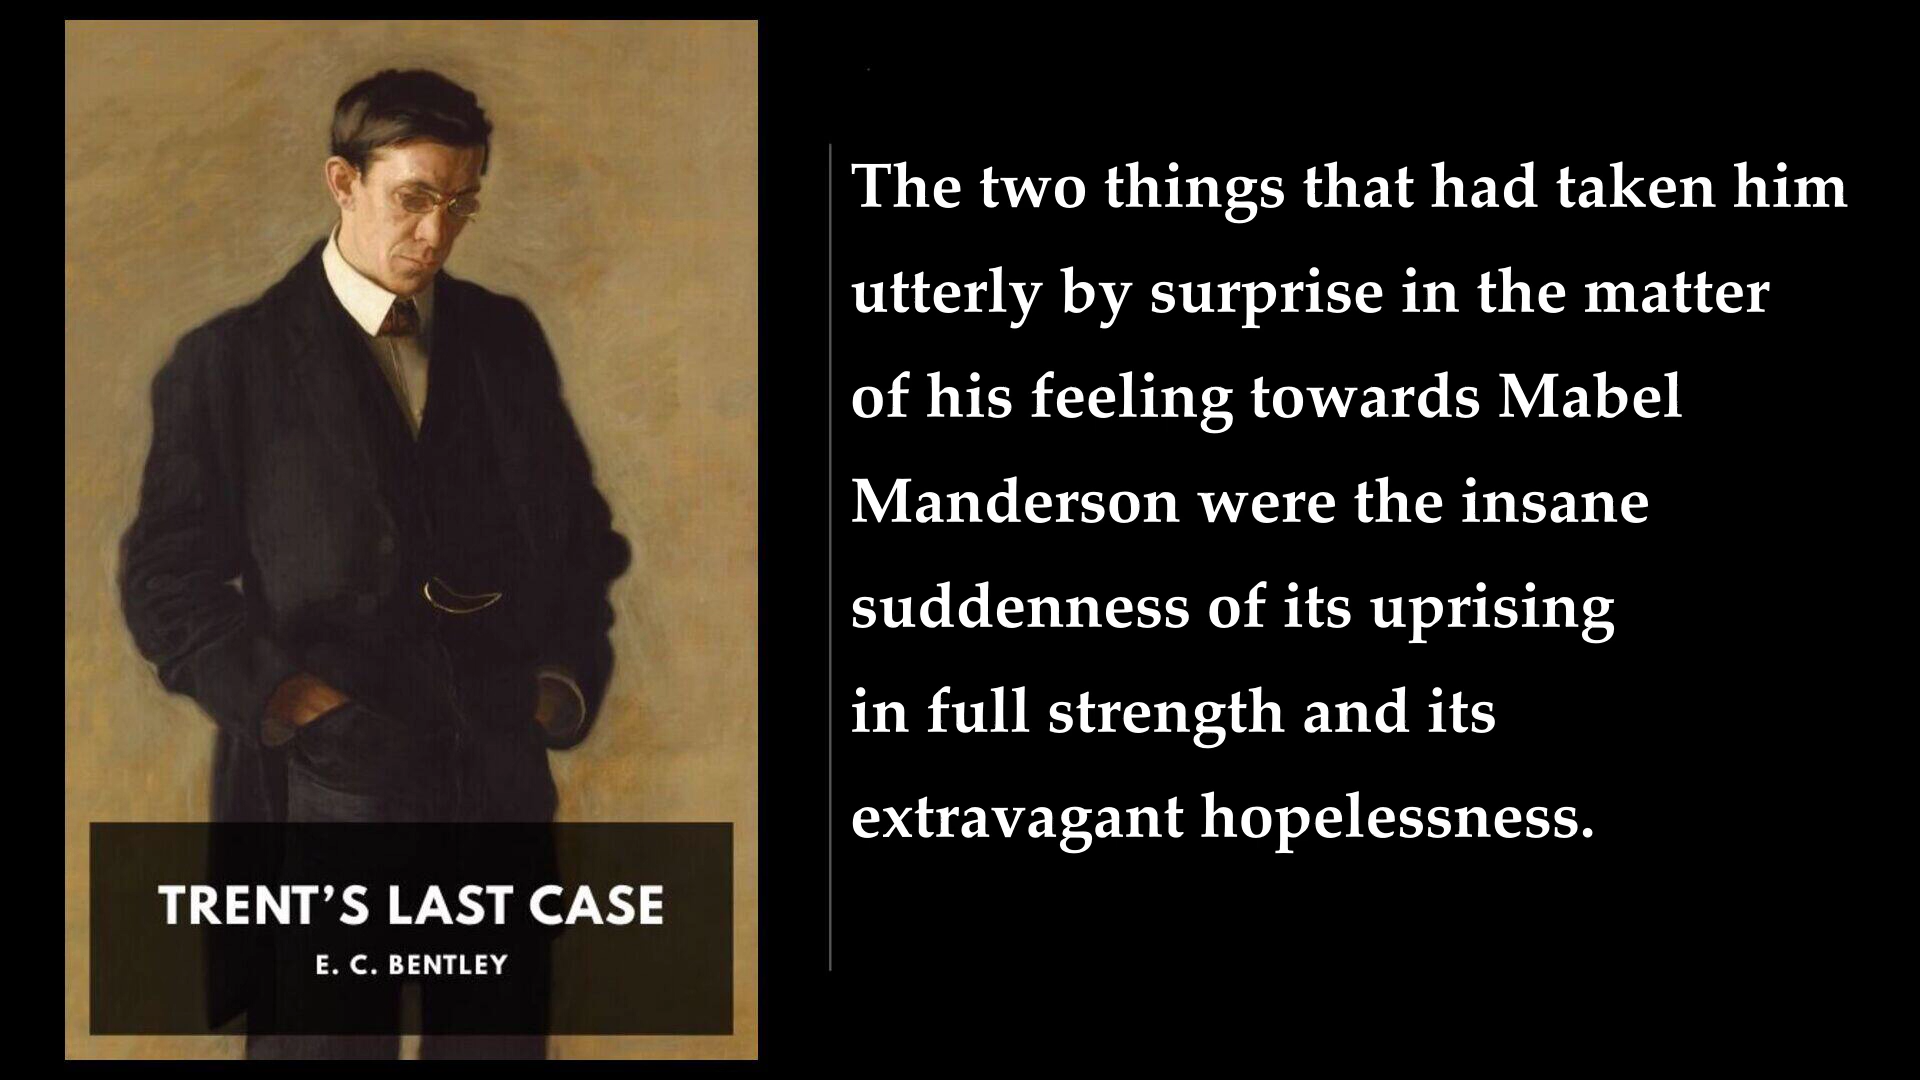 The two things that had taken him
utterly by surprise in the matter
of his feeling towards Mabel
Manderson were the insane
suddenness of its uprising
in full strength and its
extravagant hopelessness.
TRENT’S LAST CASE
E. C. BENTLEY